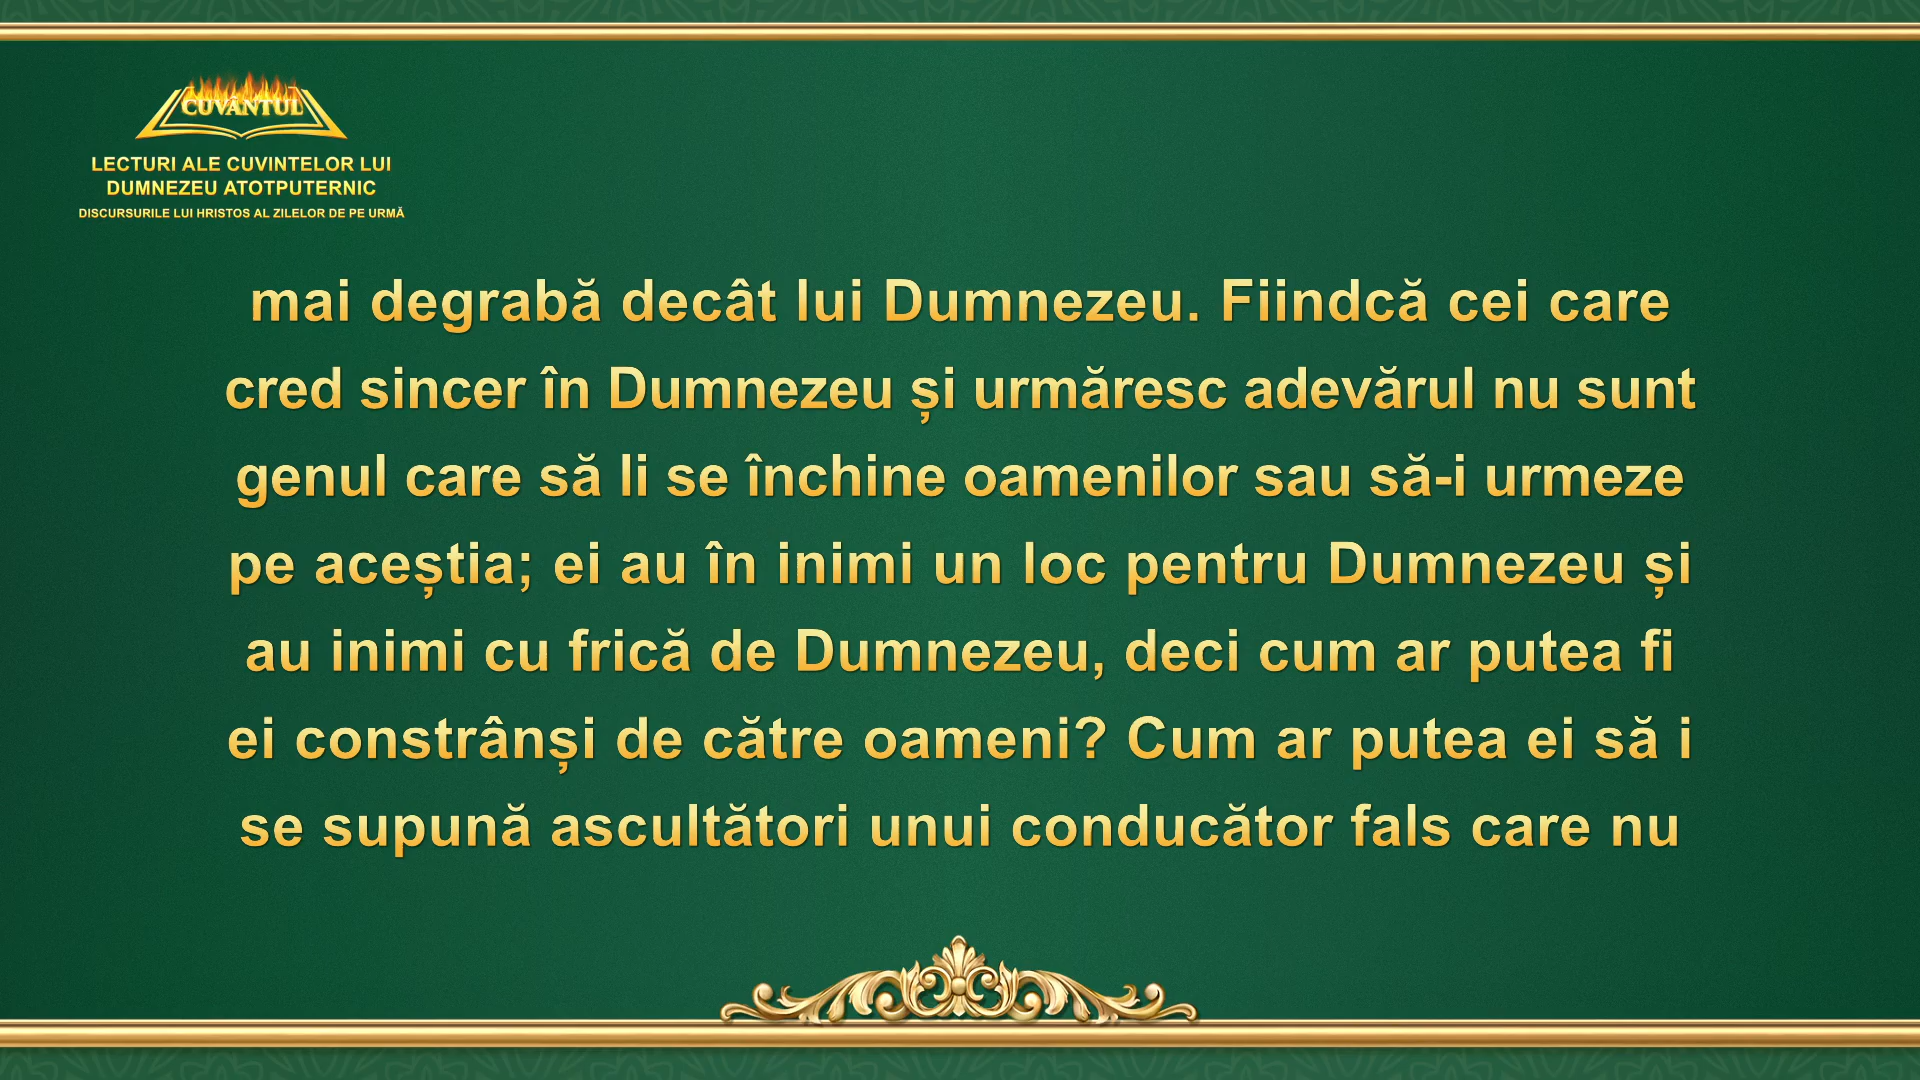 CUVÂNTUL
LECTURI ALE CUVINTELOR LUI
DUMNEZEU ATOTPUTERNIC
DISCURSURILE LUI HRISTOS AL ZILELOR DE PE URMĂ
mai degrabă decât lui Dumnezeu. Fiindcă cei care
cred sincer în Dumnezeu și urmăresc adevărul nu sunt
genul care să li se închine oamenilor sau să-i urmeze
pe aceștia; ei au în inimi un loc pentru Dumnezeu și
au inimi cu frică de Dumnezeu, deci cum ar putea fi
ei constrânși de către oameni? Cum ar putea ei să i
se supună ascultători unui conducător fals care nu